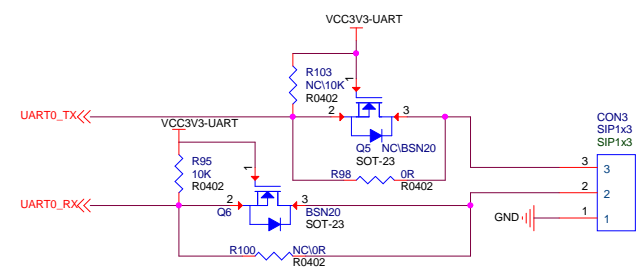 VCC3V3-UART
R103
NC\10K
R0402
1
UART0_TX
2
3
VCC3V3-UART
Q5 NC\BSN20
SOT-23
CON3
SIP1x3
SIP1x3
R95
10K
R0402
1
R98
0R
R0402
3
3
2
2
1
1
UART0_RX
2
3
Q6
BSN20
SOT-23
GND
R100
NC\0R
R0402